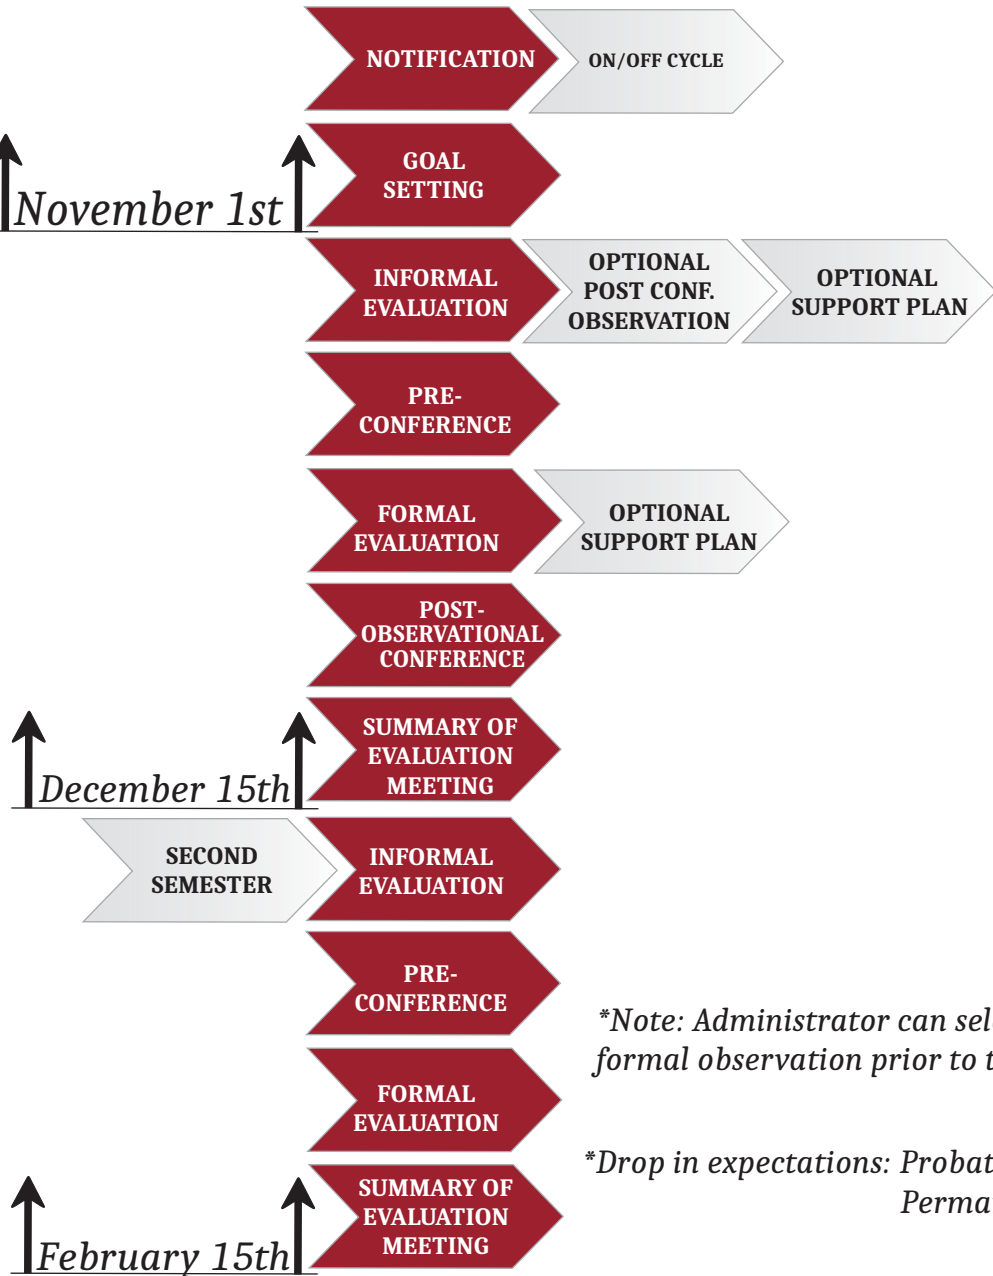 NOTIFICATION
ON/OFF CYCLE
GOAL
SETTING
November 1st
INFORMAL
EVALUATION
OPTIONAL
POST CONF.
OBSERVATION
OPTIONAL
SUPPORT PLAN
PRE-
CONFERENCE
FORMAL
EVALUATION
OPTIONAL
SUPPORT PLAN
POST-
OBSERVATIONAL
CONFERENCE
SUMMARY OF
EVALUATION
MEETING
December 15th
SECOND
SEMESTER
INFORMAL
EVALUATION
PRE-
CONFERENCE
*Note: Administrator can
formal observation prior to
FORMAL
EVALUATION
*Drop in expectations:
SUMMARY OF
EVALUATION
MEETING
February 15th